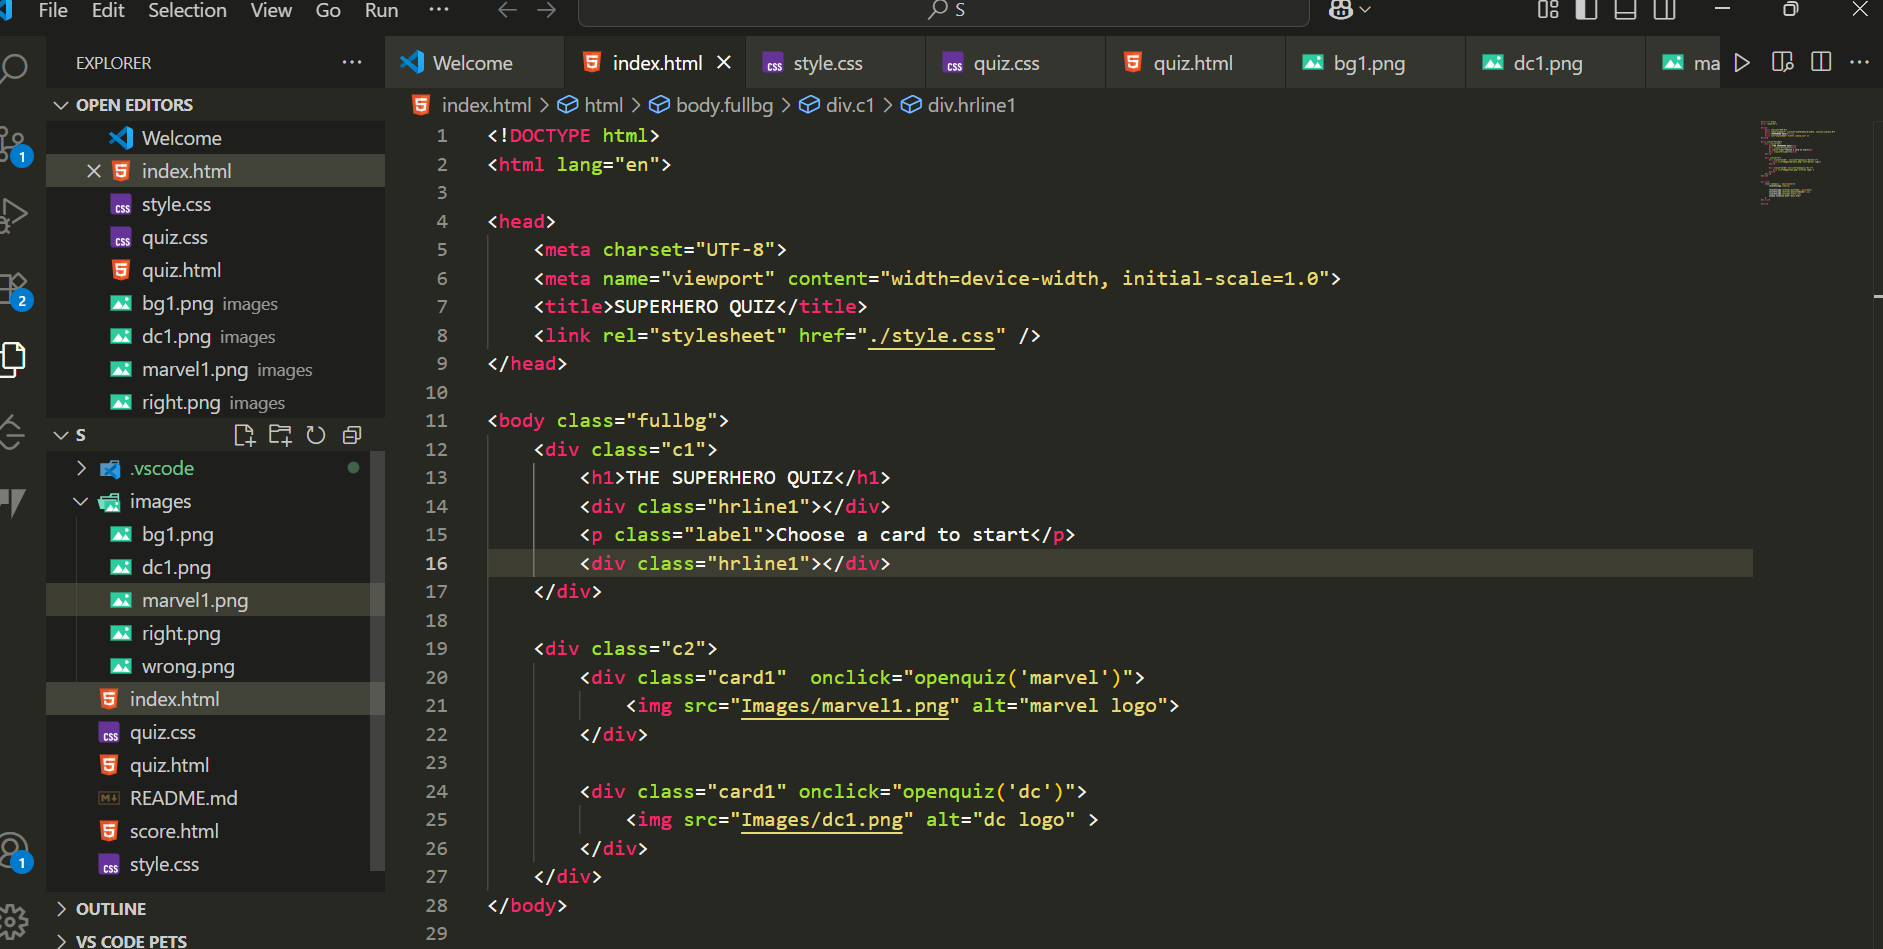 File Edit Selection View Go Run ···
S
EXPLORER ···
Welcome
index.html
style.css
quiz.css
quiz.html
bg1.png
dc1.png
ma
OPEN EDITORS
Welcome
index.html
style.css
quiz.css
quiz.html
bg1.png images
dc1.png images
marvel1.png images
right.png images
S
.vscode
images
bg1.png
dc1.png
marvel1.png
right.png
wrong.png
index.html
quiz.css
quiz.html
README.md
score.html
style.css
OUTLINE
VS CODE PETS
1
2
1
index.html > html > body.fullbg > div.c1 > div.hrline1
1 <!DOCTYPE html>
2 <html lang="en">
3
4 <head>
5 <meta charset="UTF-8">
6 <meta name="viewport" content="width=device-width, initial-scale=1.0">
7 <title>SUPERHERO QUIZ</title>
8 <link rel="stylesheet" href="./style.css" />
9 </head>
10
11 <body class="fullbg">
12 <div class="c1">
13 <h1>THE SUPERHERO QUIZ</h1>
14 <div class="hrline1"></div>
15 <p class="label">Choose a card to start</p>
16 <div class="hrline1"></div>
17 </div>
18
19 <div class="c2">
20 <div class="card1"  onclick="openquiz('marvel')">
21 <img src="Images/marvel1.png" alt="marvel logo">
22 </div>
23
24 <div class="card1" onclick="openquiz('dc')">
25 <img src="Images/dc1.png" alt="dc logo" >
26 </div>
27 </div>
28 </body>
29